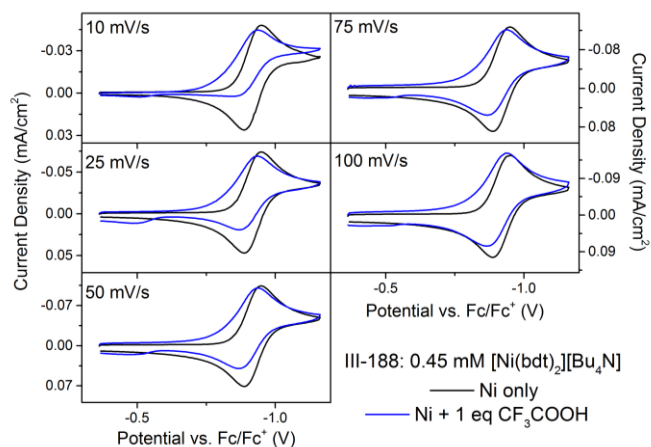 10 mV/s
75 mV/s
-0.03
0.00
0.03
-0.08
0.00
0.08
25 mV/s
100 mV/s
-0.05
0.00
0.05
-0.09
0.00
0.09
50 mV/s
-0.07
0.00
0.07
Current Density (mA/cm²)
Current Density (mA/cm²)
-0.5
-1.0
Potential vs. Fc/Fc⁺ (V)
-0.5
-1.0
Potential vs. Fc/Fc⁺ (V)
III-188: 0.45 mM [Ni(bdt)₂][Bu₄N]
Ni only
Ni + 1 eq CF₃COOH